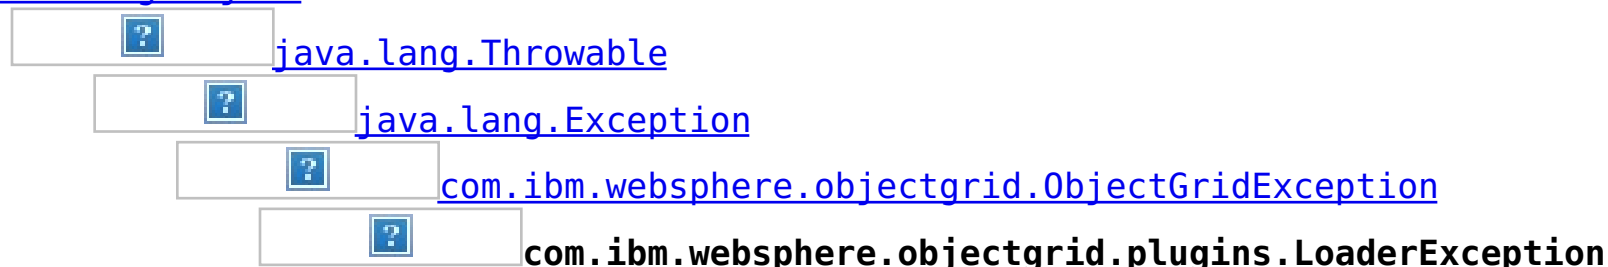 java.lang.Throwable
java.lang.Exception
com.ibm.websphere.objectgrid.ObjectGridException
com.ibm.websphere.objectgrid.plugins.LoaderException